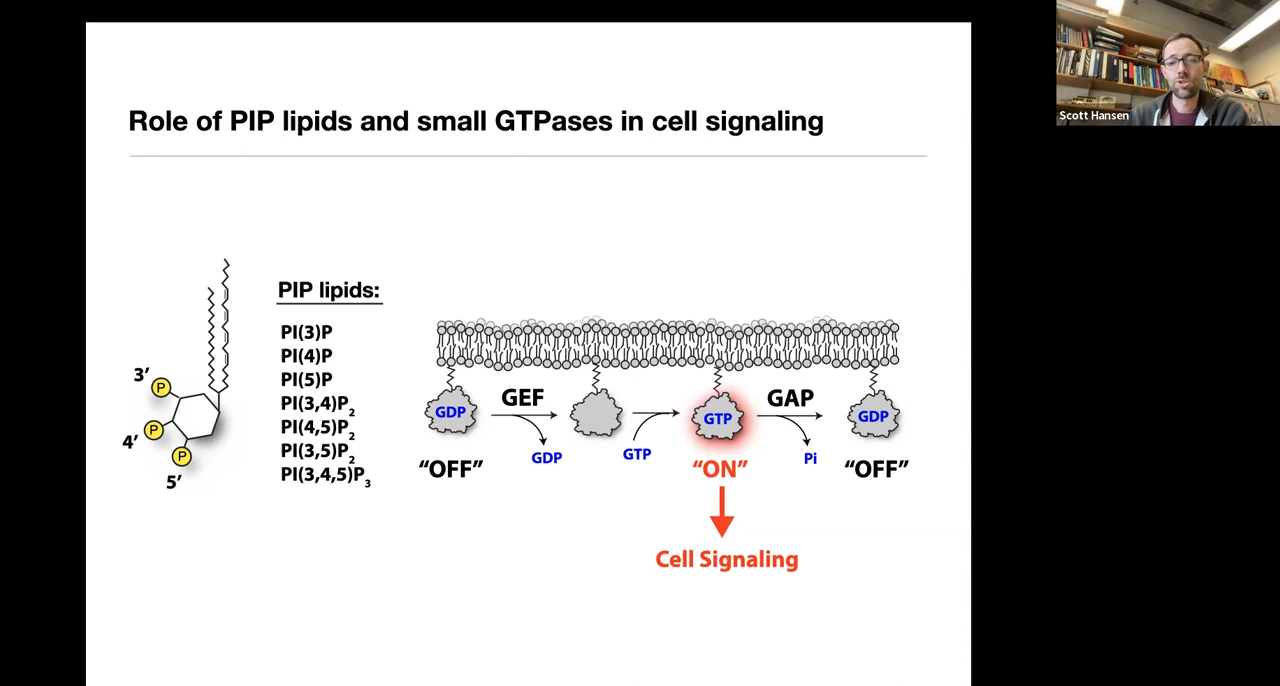 Role of PIP lipids and small GTPases in cell signaling
Scott Hansen
3′
P
4′
P
P
5′
PIP lipids:
PI(3)P
PI(4)P
PI(5)P
PI(3,4)P2
PI(4,5)P2
PI(3,5)P2
PI(3,4,5)P3
GDP
GEF
GDP
“OFF”
GTP
GTP
“ON”
GAP
Pi
GDP
“OFF”
Cell Signaling